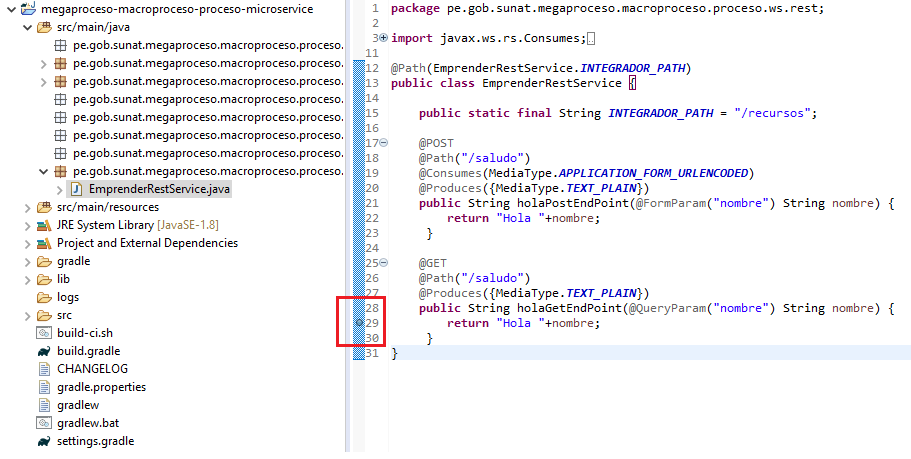 megaproceso-macroproceso-proceso-microservice
src/main/java
pe.gob.sunat.megaproceso.macroproceso.proceso.
pe.gob.sunat.megaproceso.macroproceso.proceso.
pe.gob.sunat.megaproceso.macroproceso.proceso.
pe.gob.sunat.megaproceso.macroproceso.proceso.
pe.gob.sunat.megaproceso.macroproceso.proceso.
pe.gob.sunat.megaproceso.macroproceso.proceso.
pe.gob.sunat.megaproceso.macroproceso.proceso.
pe.gob.sunat.megaproceso.macroproceso.proceso.
EmprenderRestService.java
src/main/resources
JRE System Library [JavaSE-1.8]
Project and External Dependencies
gradle
lib
logs
src
build-ci.sh
build.gradle
CHANGELOG
gradle.properties
gradlew
gradlew.bat
settings.gradle
1 package pe.gob.sunat.megaproceso.macroproceso.proceso.ws.rest;
2
3 import javax.ws.rs.Consumes;
11
12 @Path(EmprenderRestService.INTEGRADOR_PATH)
13 public class EmprenderRestService {
14
15 public static final String INTEGRADOR_PATH = "/recursos";
16
17 @POST
18 @Path("/saludo")
19 @Consumes(MediaType.APPLICATION_FORM_URLENCODED)
20 @Produces({MediaType.TEXT_PLAIN})
21 public String holaPostEndPoint(@FormParam("nombre") String nombre) {
22 return "Hola "+nombre;
23 }
24
25 @GET
26 @Path("/saludo")
27 @Produces({MediaType.TEXT_PLAIN})
28 public String holaGetEndPoint(@QueryParam("nombre") String nombre) {
29 return "Hola "+nombre;
30 }
31 }